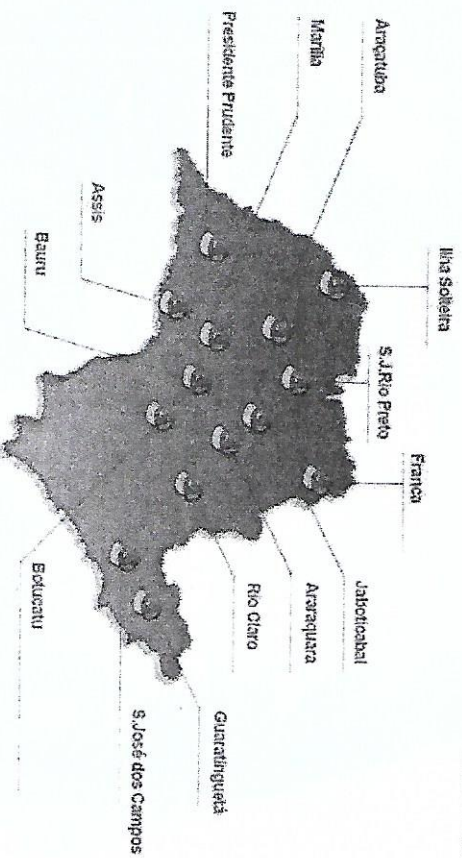 Ilha Solteira
S.J.Rio Preto
Franca
Araçatuba
Marília
Presidente Prudente
Assis
Bauru
Botucatu
Jaboticabal
Araraquara
Rio Claro
Guaratinguetá
S.José dos Campos